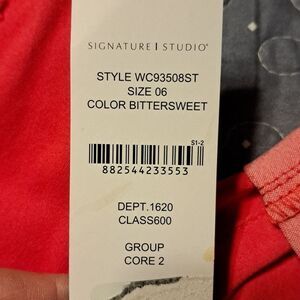 SIGNATURE | STUDIO®
STYLE WC93508ST
SIZE 06
COLOR BITTERSWEET
S1-2
882544233553
DEPT.1620
CLASS600
GROUP
CORE 2